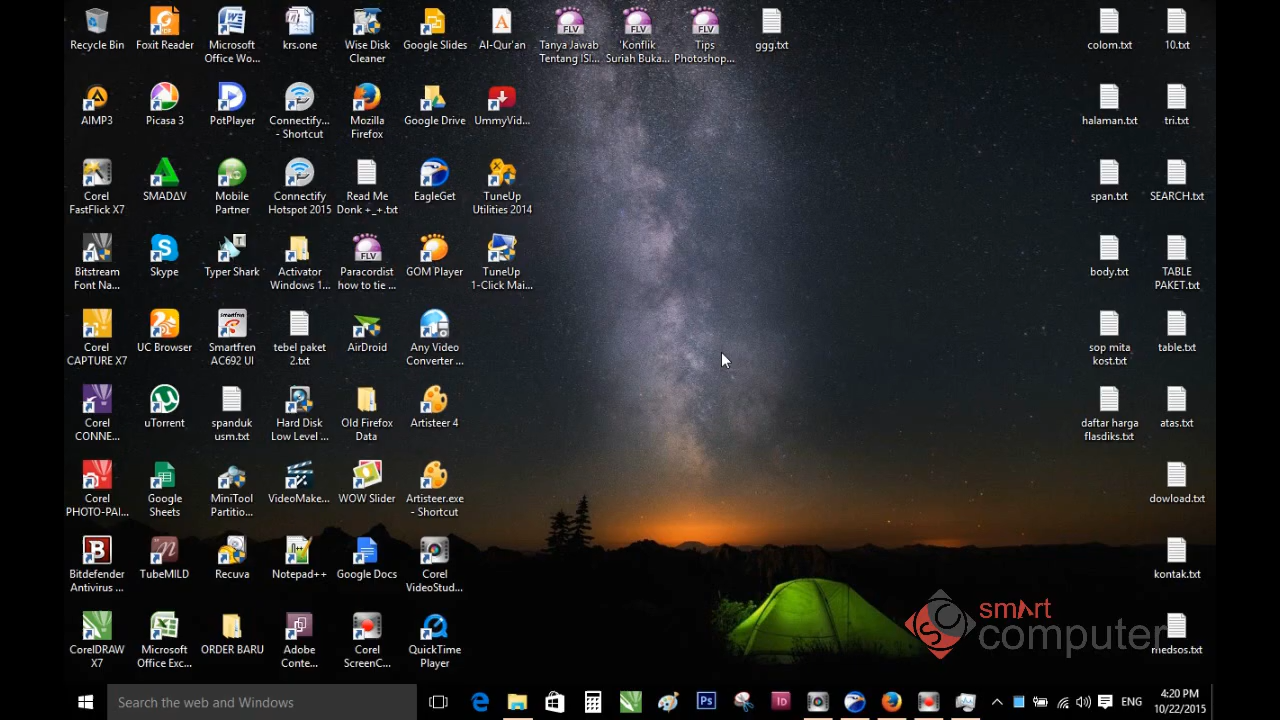 Recycle Bin
Foxit Reader
Microsoft
Office Wo...
krs.one
Wise Disk
Cleaner
Google Slides
Al-Qur'an
Tanya Jawab
Tentang ISI...
'Konflik
Suriah Buka...
Tips
Photoshop...
ggg.txt
colom.txt
10.txt
AIMP3
Picasa 3
PotPlayer
Connectify...
- Shortcut
Mozilla
Firefox
Google Drive
halaman.txt
tri.txt
Corel
FastFlick X7
SMADΔV
Mobile
Partner
Connectify
Hotspot 2015
Read Me
Donk +_+.txt
EagleGet
TuneUp
Utilities 2014
span.txt
SEARCH.txt
Bitstream
Font Na...
Skype
Typer Shark
Activator
Windows 1...
Paracordist
how to tie ...
GOM Player
TuneUp
1-Click Mai...
body.txt
TABLE
PAKET.txt
Corel
CAPTURE X7
UC Browser
Smartfren
AC692 UI
tebel paket
2.txt
AirDroid
Any Video
Converter ...
sop mita
kost.txt
table.txt
Corel
CONNE...
uTorrent
spanduk
usm.txt
Hard Disk
Low Level ...
Old Firefox
Data
Artisteer 4
daftar harga
flasdiks.txt
atas.txt
Corel
PHOTO-PAI...
Google
Sheets
MiniTool
Partitio...
VideoMake...
WOW Slider
Artisteer.exe
- Shortcut
dowload.txt
Bitdefender
Antivirus ...
TubeMILD
Recuva
Notepad++
Google Docs
Corel
VideoStud...
kontak.txt
CorelDRAW
X7
Microsoft
Office Exc...
ORDER BARU
Adobe
Conte...
Corel
ScreenC...
QuickTime
Player
medsos.txt
smart
computer
Search the web and Windows
ENG
4:20 PM
10/22/2015